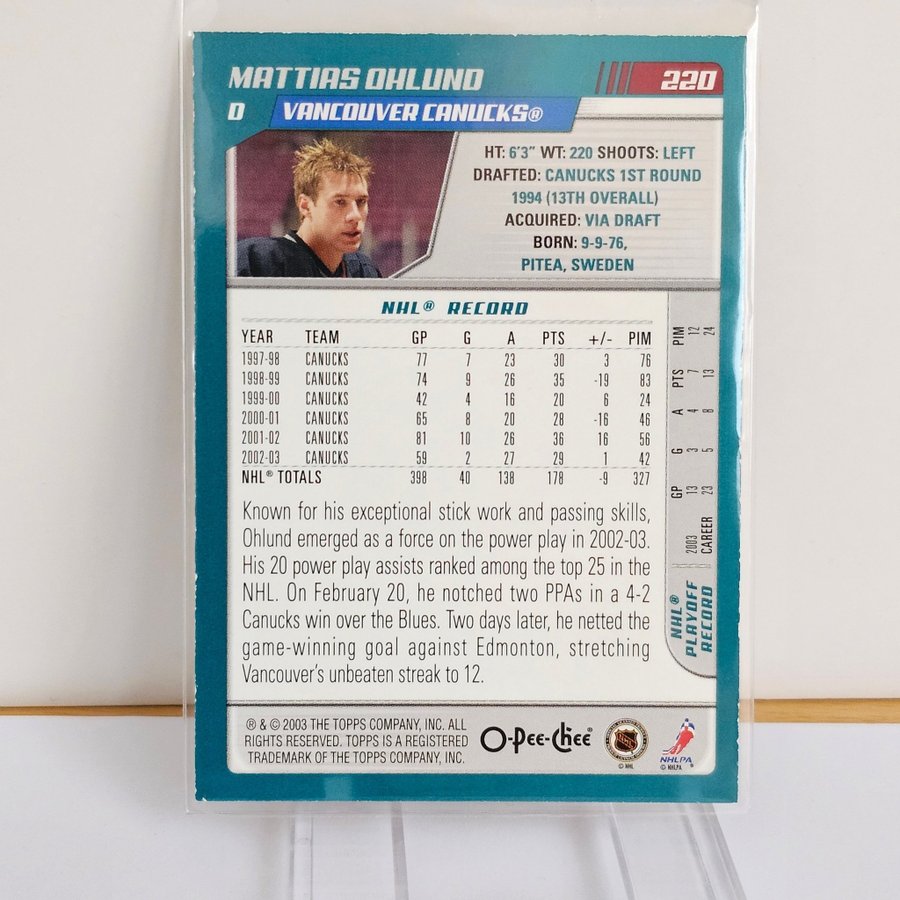 MATTIAS OHLUND
220
D
VANCOUVER CANUCKS®
HT: 6'3" WT: 220 SHOOTS: LEFT
DRAFTED: CANUCKS 1ST ROUND
1994 (13TH OVERALL)
ACQUIRED: VIA DRAFT
BORN: 9-9-76,
PITEA, SWEDEN
NHL® RECORD
YEAR TEAM GP G A PTS +/- PIM
1997-98 CANUCKS 77 7 23 30 3 76
1998-99 CANUCKS 74 9 26 35 -19 83
1999-00 CANUCKS 42 4 16 20 6 24
2000-01 CANUCKS 65 8 20 28 -16 46
2001-02 CANUCKS 81 10 26 36 16 56
2002-03 CANUCKS 59 2 27 29 1 42
NHL® TOTALS 398 40 138 178 -9 327
NHL®
PLAYOFF
RECORD
GP G A PTS PIM
2003 13 3 4 7 12
CAREER 23 5 8 13 24
Known for his exceptional stick work and passing skills,
Ohlund emerged as a force on the power play in 2002-03.
His 20 power play assists ranked among the top 25 in the
NHL. On February 20, he notched two PPAs in a 4-2
Canucks win over the Blues. Two days later, he netted the
game-winning goal against Edmonton, stretching
Vancouver's unbeaten streak to 12.
® & © 2003 THE TOPPS COMPANY, INC. ALL
RIGHTS RESERVED. TOPPS IS A REGISTERED
TRADEMARK OF THE TOPPS COMPANY, INC.
O-Pee-Chee®
© NHL
NHLPA®
© NHLPA